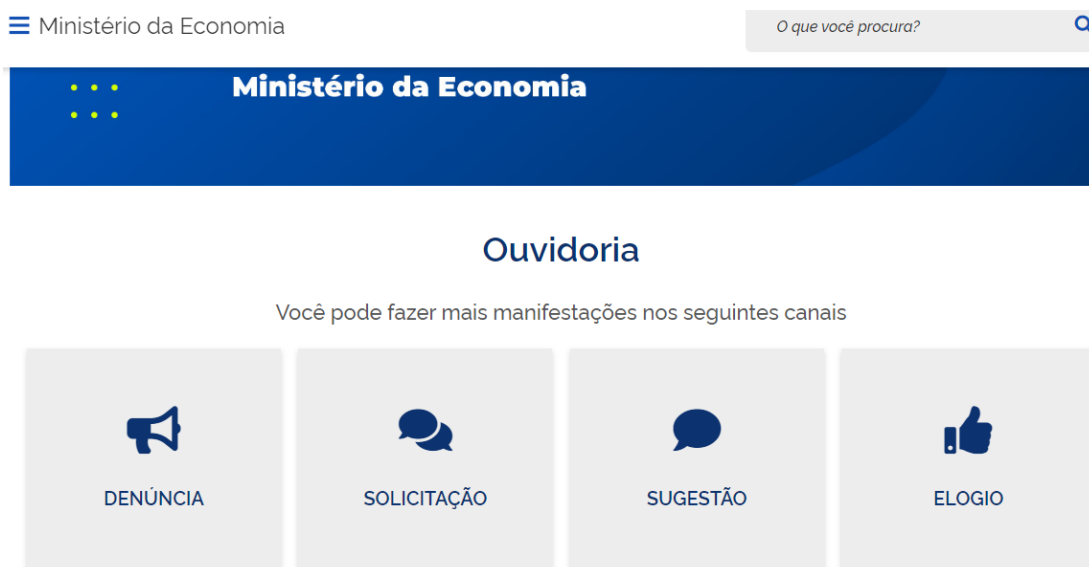 Ministério da Economia
O que você procura?
Ministério da Economia
Ouvidoria
Você pode fazer mais manifestações nos seguintes canais
DENÚNCIA
SOLICITAÇÃO
SUGESTÃO
ELOGIO